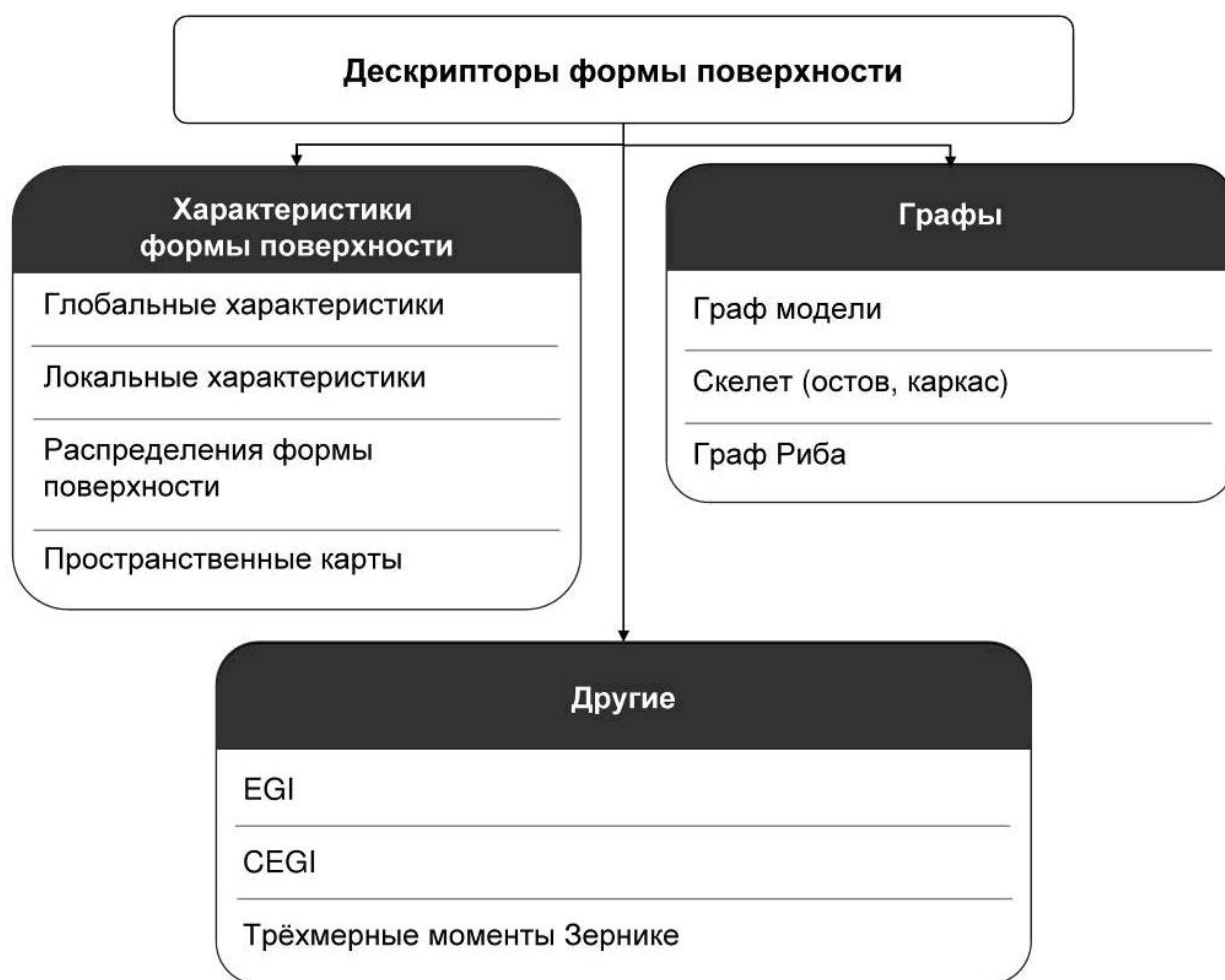 Дескрипторы формы поверхности
Характеристики
формы поверхности
Глобальные характеристики
Локальные характеристики
Распределения формы
поверхности
Пространственные карты
Графы
Граф модели
Скелет (остов, каркас)
Граф Риба
Другие
EGI
CEGI
Трёхмерные моменты Зернике